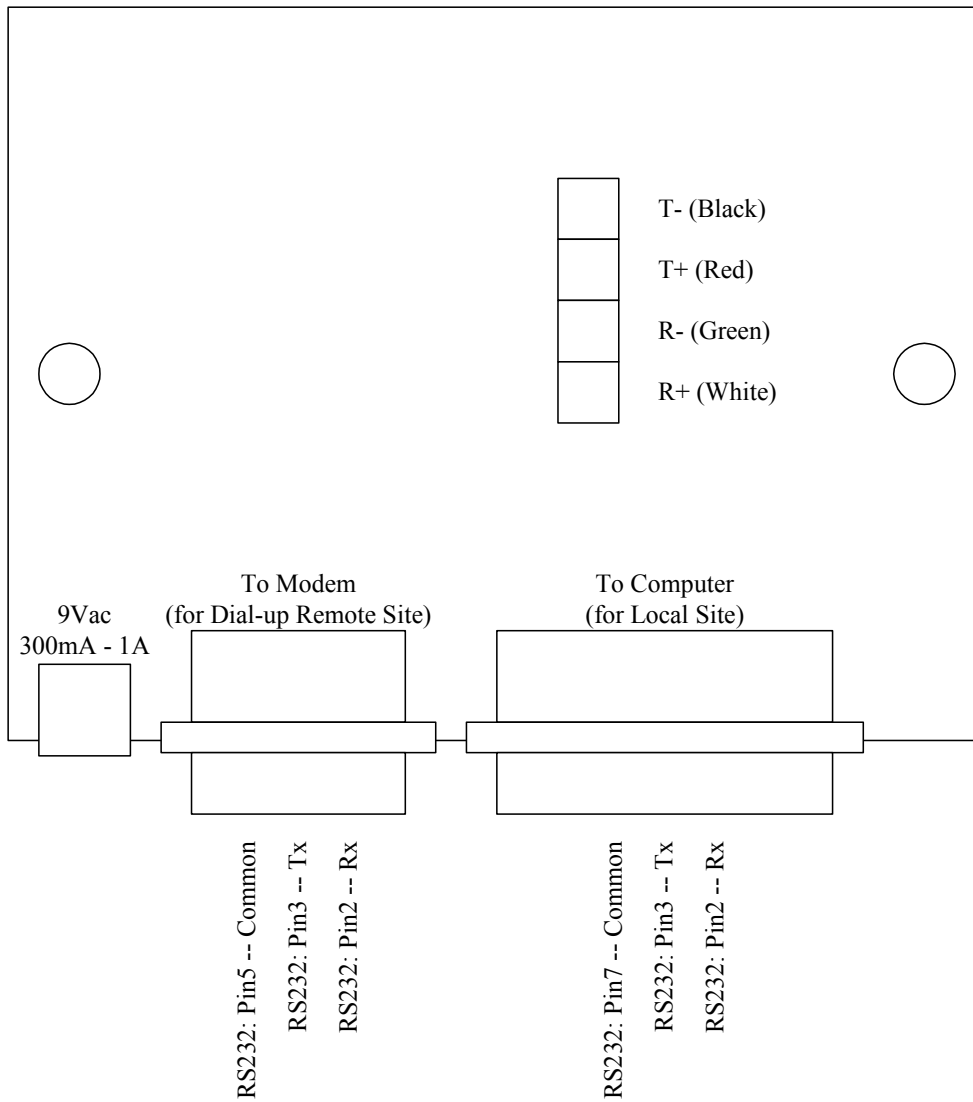 T- (Black)
T+ (Red)
R- (Green)
R+ (White)
9Vac
300mA - 1A
To Modem
(for Dial-up Remote Site)
To Computer
(for Local Site)
RS232: Pin5 -- Common
RS232: Pin3 -- Tx
RS232: Pin2 -- Rx
RS232: Pin7 -- Common
RS232: Pin3 -- Tx
RS232: Pin2 -- Rx